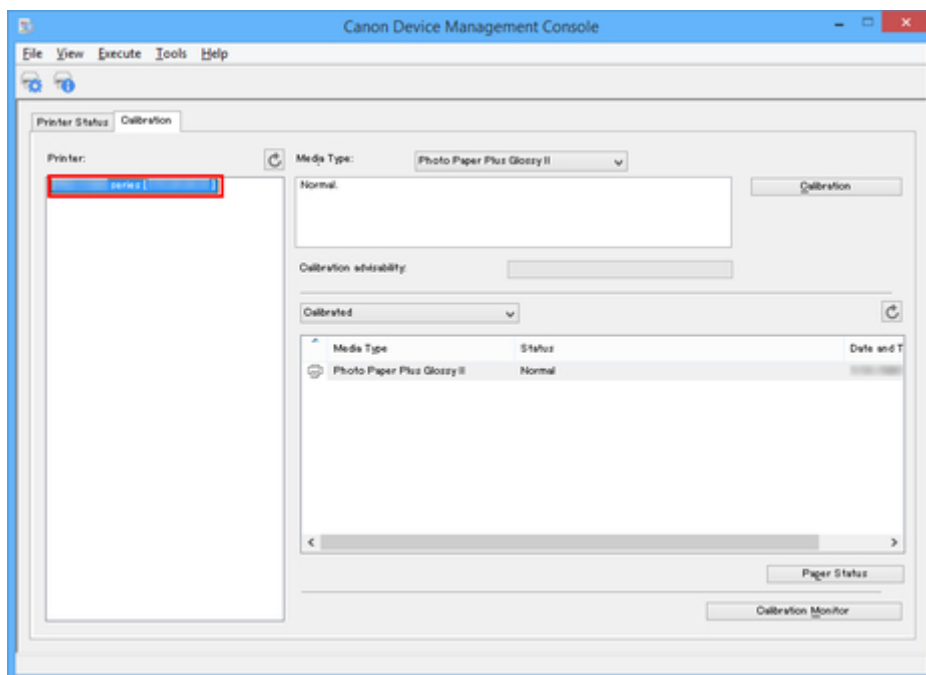 Canon Device Management Console
File View Execute Tools Help
Printer Status Calibration
Printer: Media Type: Photo Paper Plus Glossy II
series [ ]
Normal.
Calibration
Calibration advisability:
Calibrated
Media Type Status Date and T
Photo Paper Plus Glossy II Normal
Paper Status
Calibration Monitor